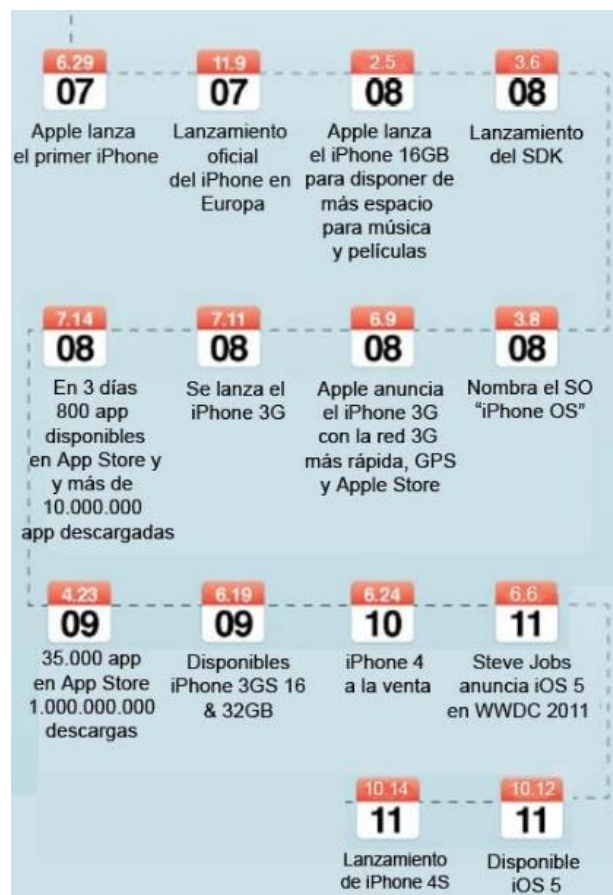 6.29
07
Apple lanza
el primer iPhone
11.9
07
Lanzamiento
oficial
del iPhone en
Europa
2.5
08
Apple lanza
el iPhone 16GB
para disponer de
más espacio
para música
y películas
3.6
08
Lanzamiento
del SDK
3.8
08
Nombra el SO
“iPhone OS”
6.9
08
Apple anuncia
el iPhone 3G
con la red 3G
más rápida, GPS
y Apple Store
7.11
08
Se lanza el
iPhone 3G
7.14
08
En 3 días
800 app
disponibles
en App Store y
y más de
10.000.000
app descargadas
4.23
09
35.000 app
en App Store
1.000.000.000
descargas
6.19
09
Disponibles
iPhone 3GS 16
& 32GB
6.24
10
iPhone 4
a la venta
6.6
11
Steve Jobs
anuncia iOS 5
en WWDC 2011
10.12
11
Disponible
iOS 5
10.14
11
Lanzamiento
de iPhone 4S